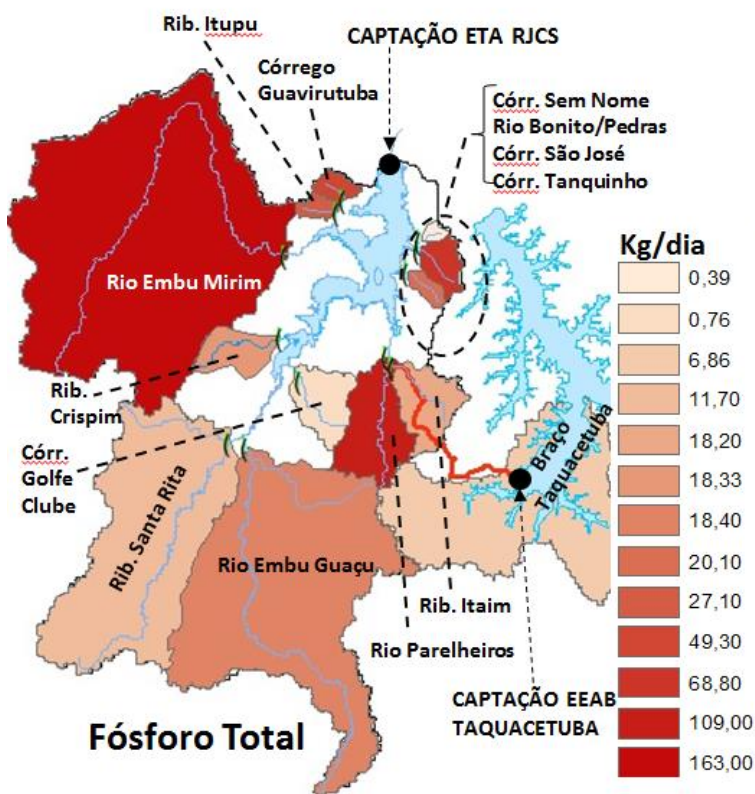 Rib. Itupu
CAPTAÇÃO ETA RJCS
Córrego
Guavirutuba
Córr. Sem Nome
Rio Bonito/Pedras
Córr. São José
Córr. Tanquinho
Kg/dia
0,39
0,76
6,86
11,70
18,20
18,33
18,40
20,10
27,10
49,30
68,80
109,00
163,00
Rio Embu Mirim
Rib.
Crispim
Córr.
Golfe
Clube
Rib. Santa Rita
Rio Embu Guaçu
Braço
Taquacetuba
Rib. Itaim
Rio Parelheiros
CAPTAÇÃO EEAB
TAQUACETUBA
Fósforo Total